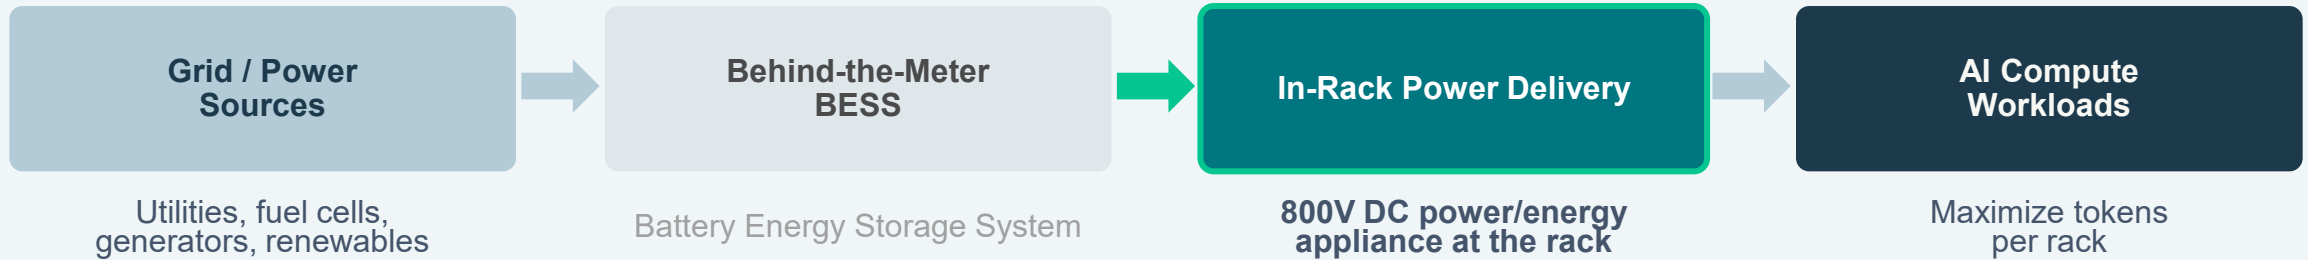 Grid / Power
Sources
Behind-the-Meter
BESS
In-Rack Power Delivery
AI Compute
Workloads
Utilities, fuel cells,
generators, renewables
Battery Energy Storage System
800V DC power/energy
appliance at the rack
Maximize tokens
per rack